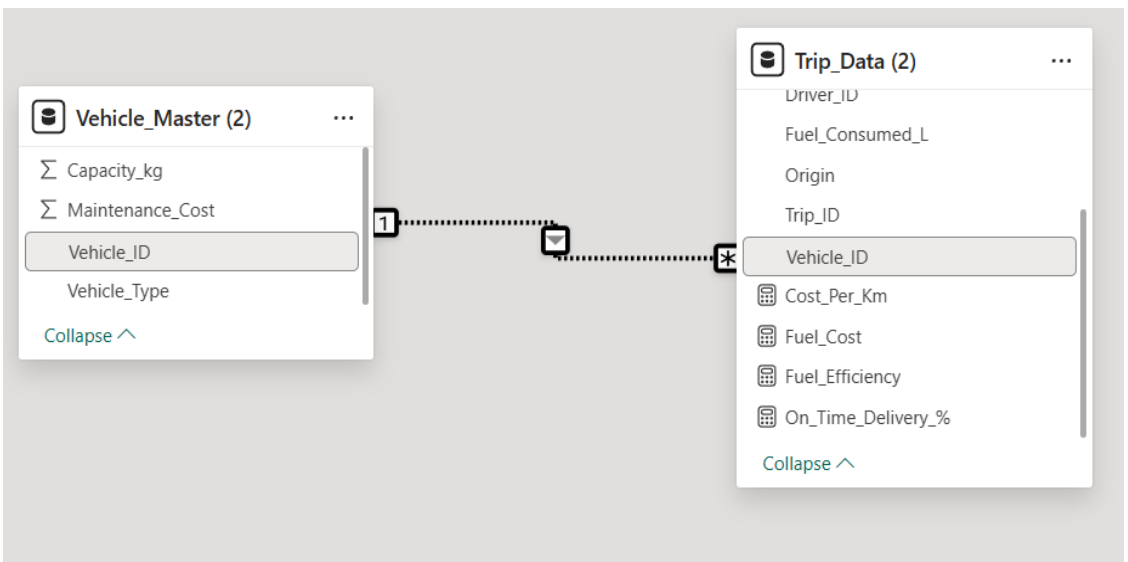 Vehicle_Master (2)
Capacity_kg
Maintenance_Cost
Vehicle_ID
Vehicle_Type
Collapse
1
*
Trip_Data (2)
Driver_ID
Fuel_Consumed_L
Origin
Trip_ID
Vehicle_ID
Cost_Per_Km
Fuel_Cost
Fuel_Efficiency
On_Time_Delivery_%
Collapse